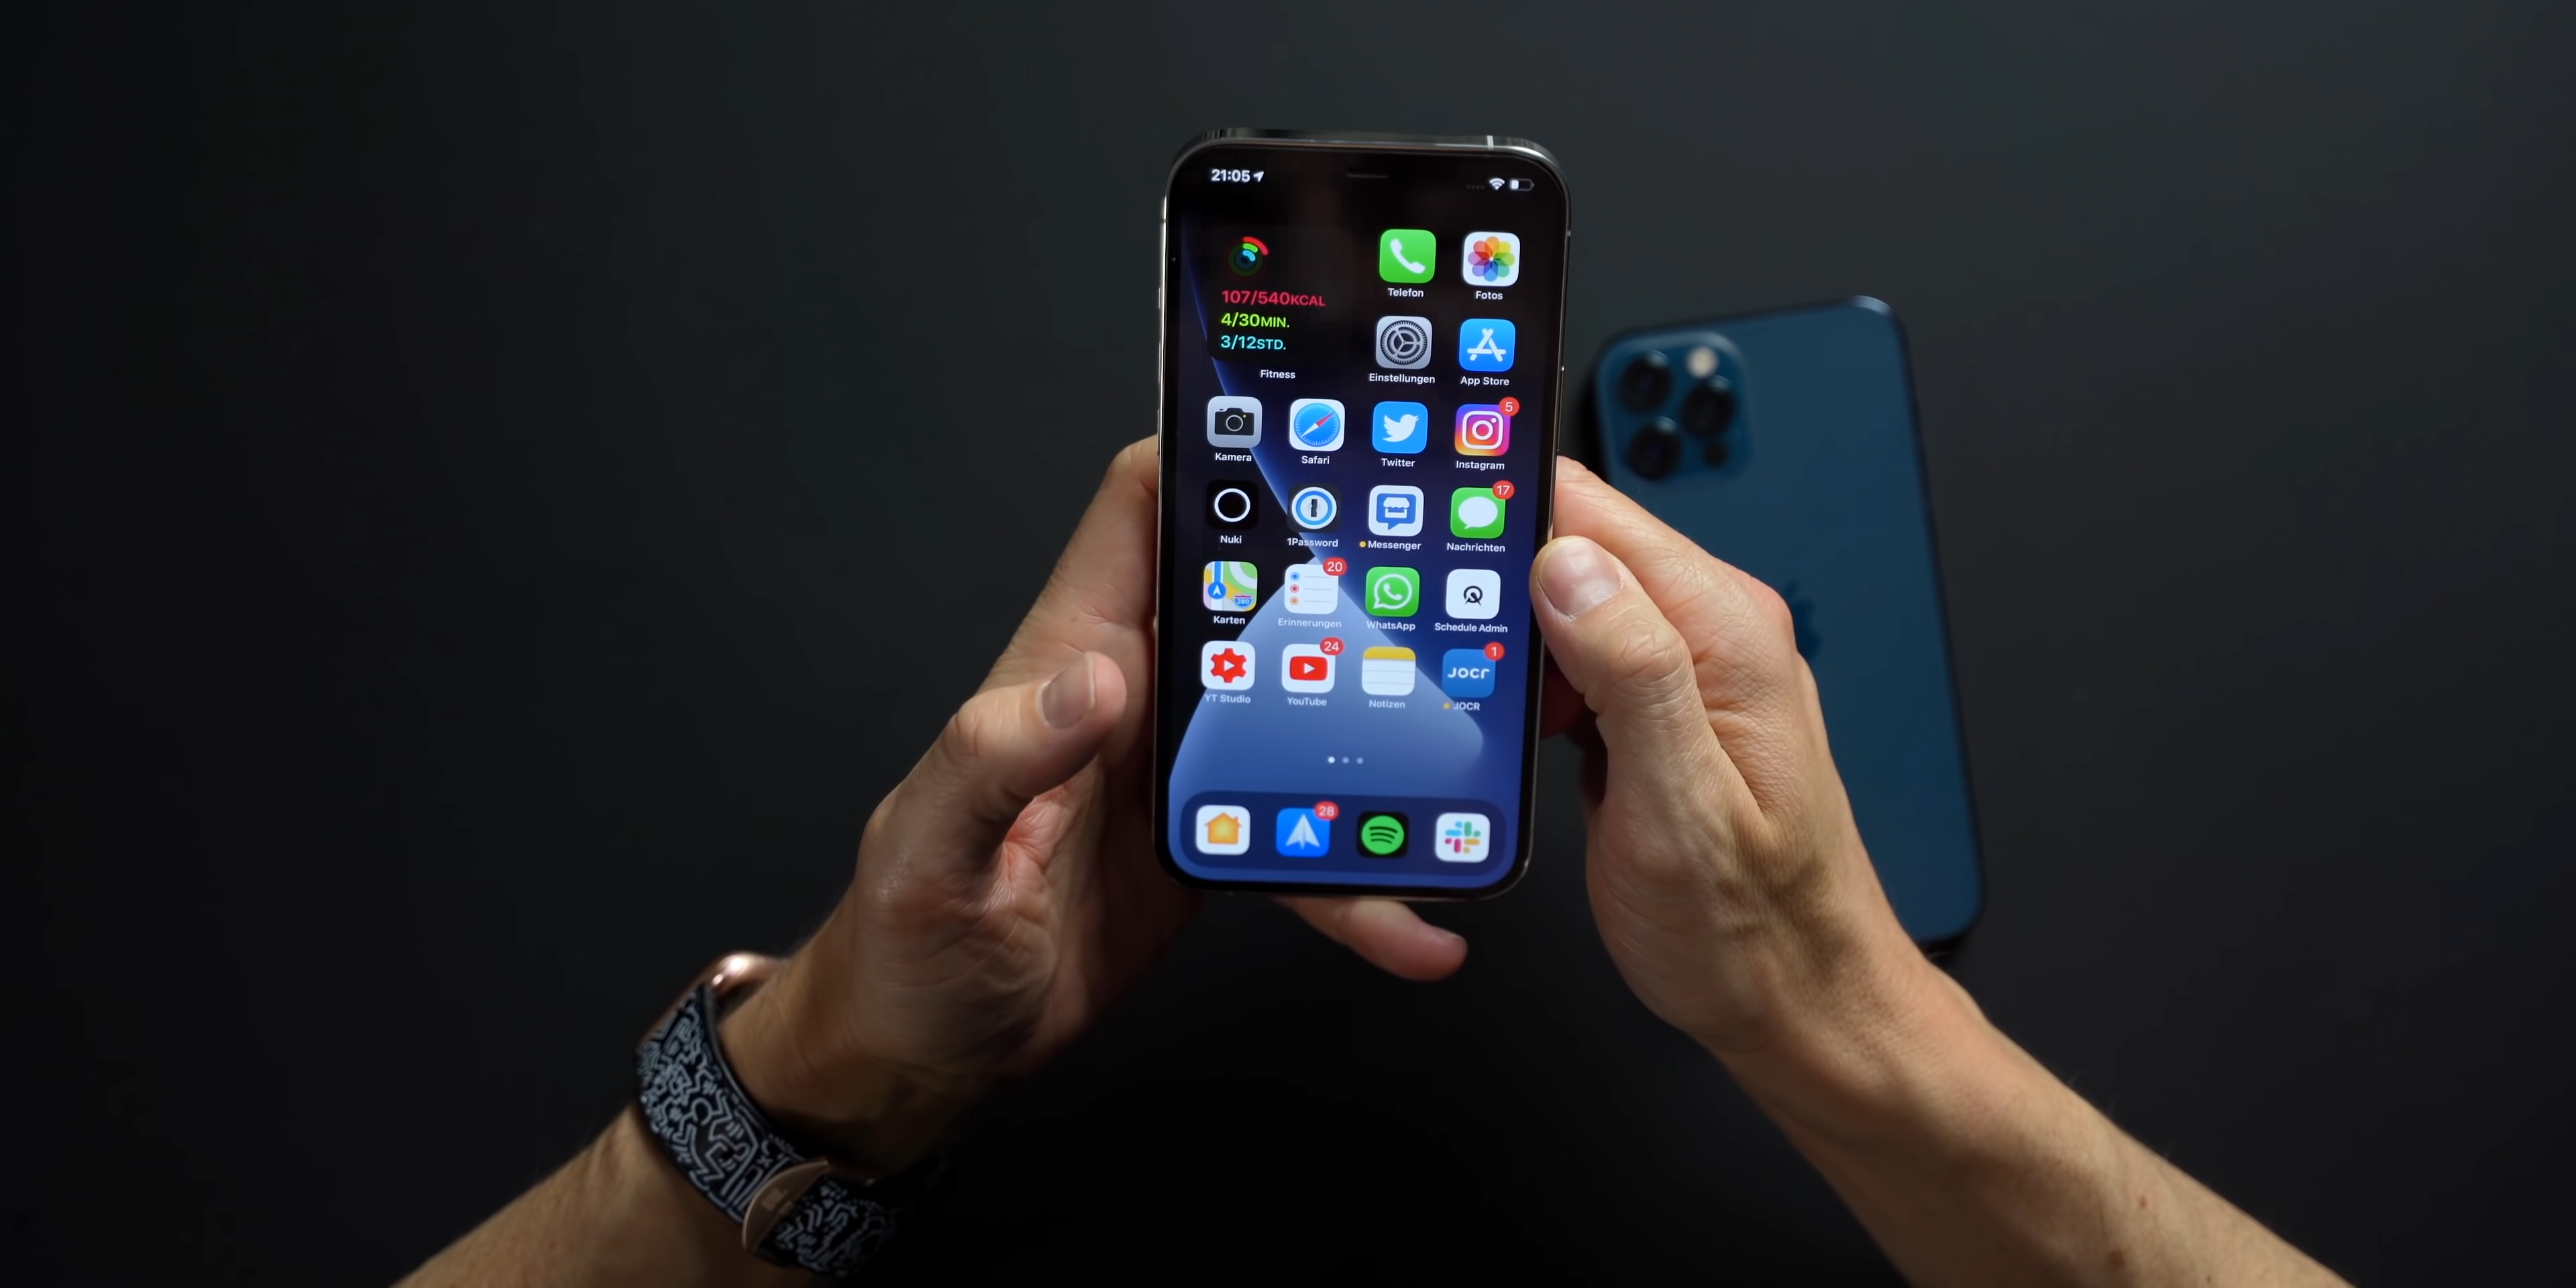 21:05
107/540KCAL
4/30MIN.
3/12STD.
Fitness
Telefon
Fotos
Einstellungen
App Store
5
Kamera
Safari
Twitter
Instagram
17
Nuki
1Password
Messenger
Nachrichten
20
280
Karten
Erinnerungen
WhatsApp
Schedule Admin
24
1
JOCR
YT Studio
YouTube
Notizen
JOCR
28